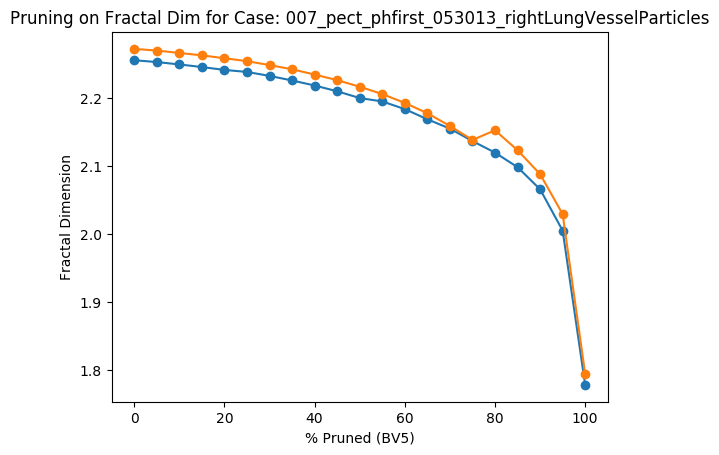 Pruning on Fractal Dim for Case: 007_pect_phfirst_053013_rightLungVesselParticles
Fractal Dimension
2.2
2.1
2.0
1.9
1.8
0 20 40 60 80 100
% Pruned (BV5)